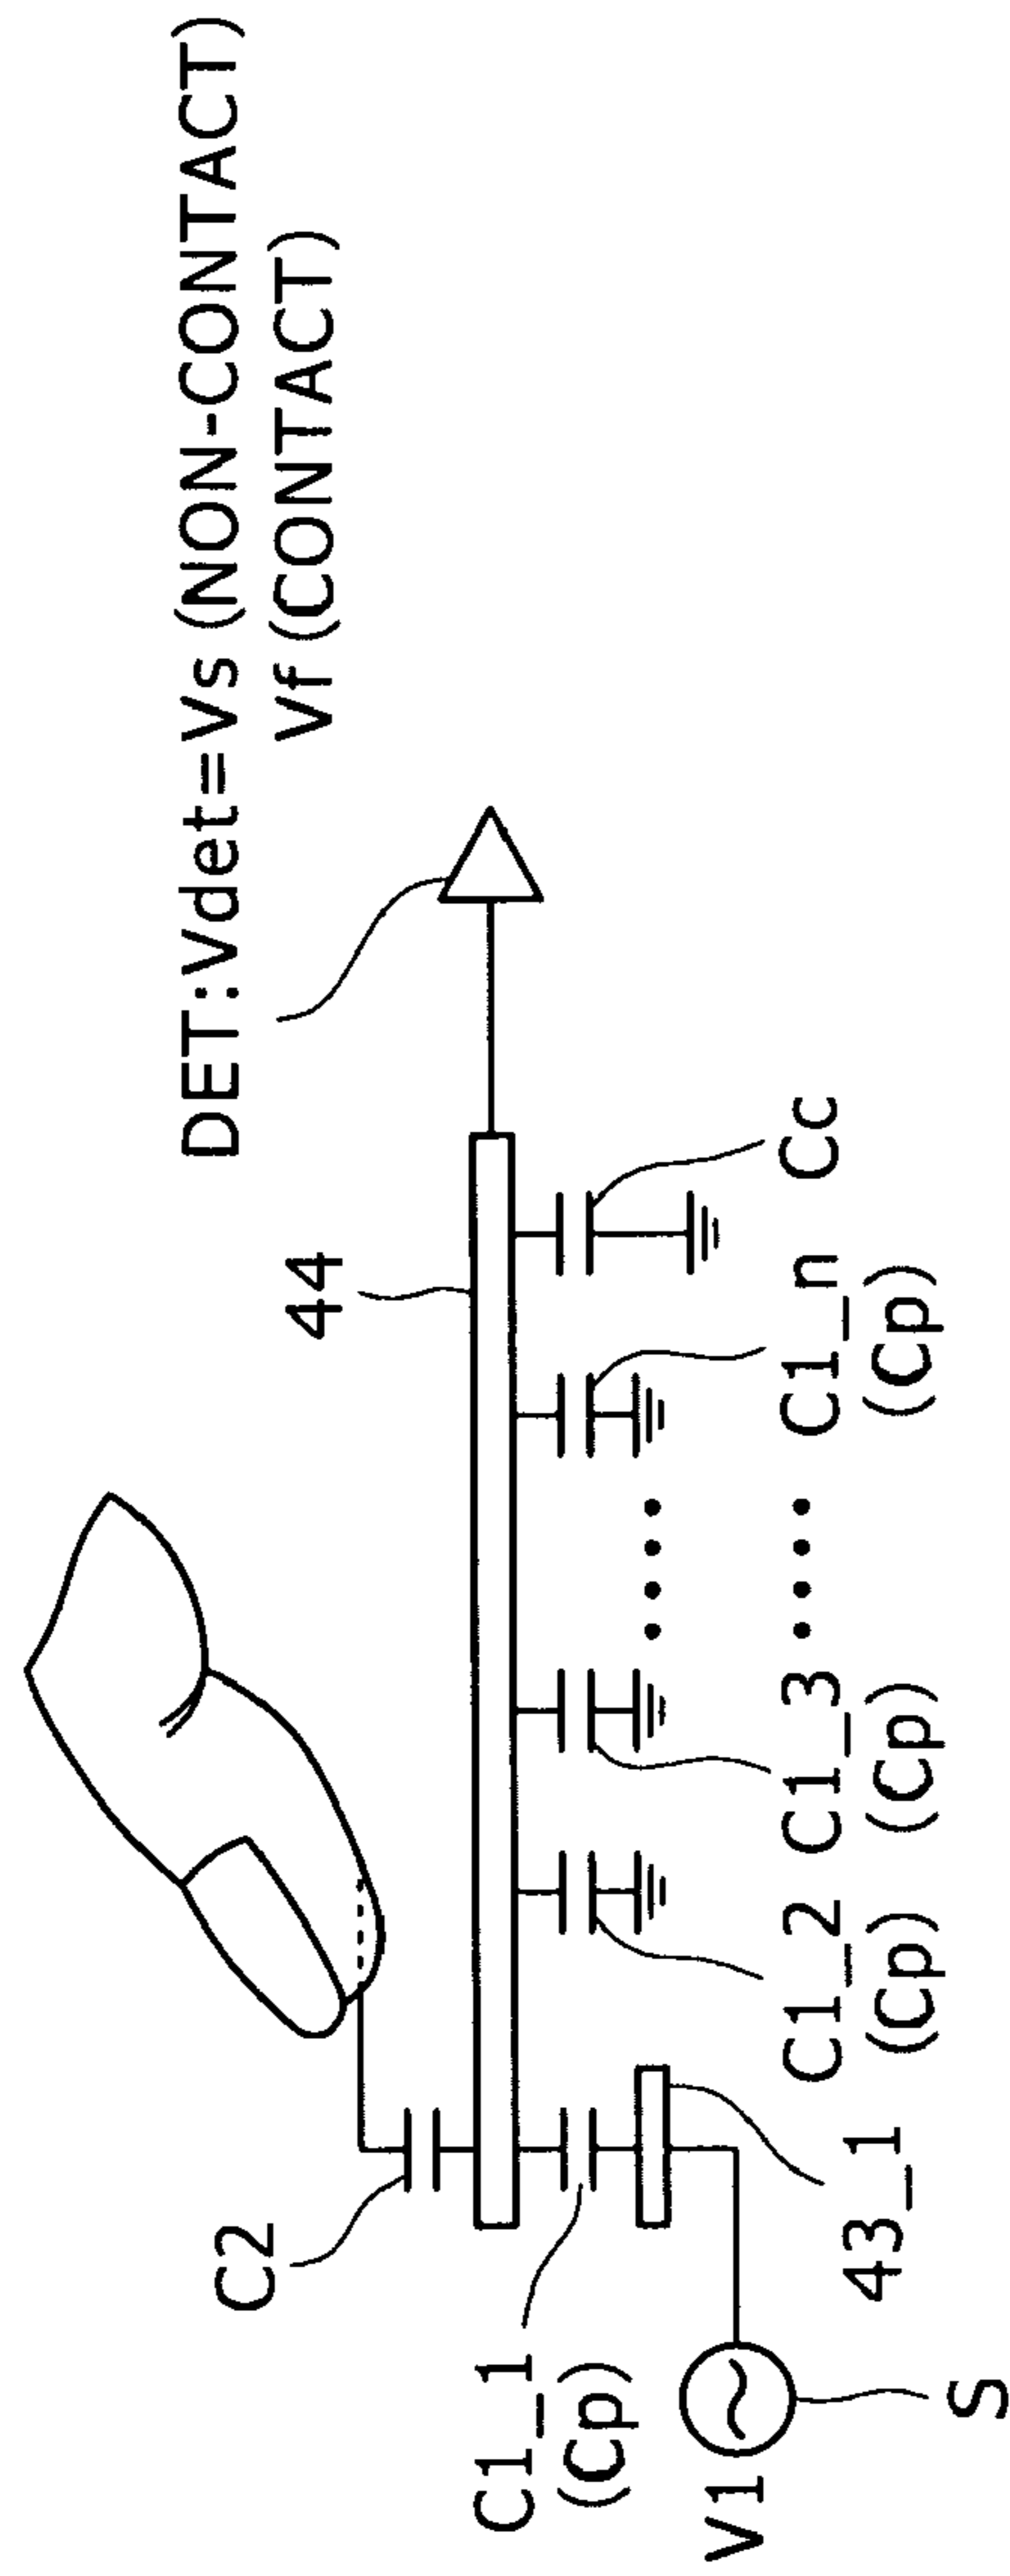 DET:Vdet=Vs (NON-CONTACT)
Vf (CONTACT)
44
C2
C1_1
(Cp)
C1_2
(Cp)
C1_3
(Cp)
C1_n
(Cp)
Cc
V1
S
43_1